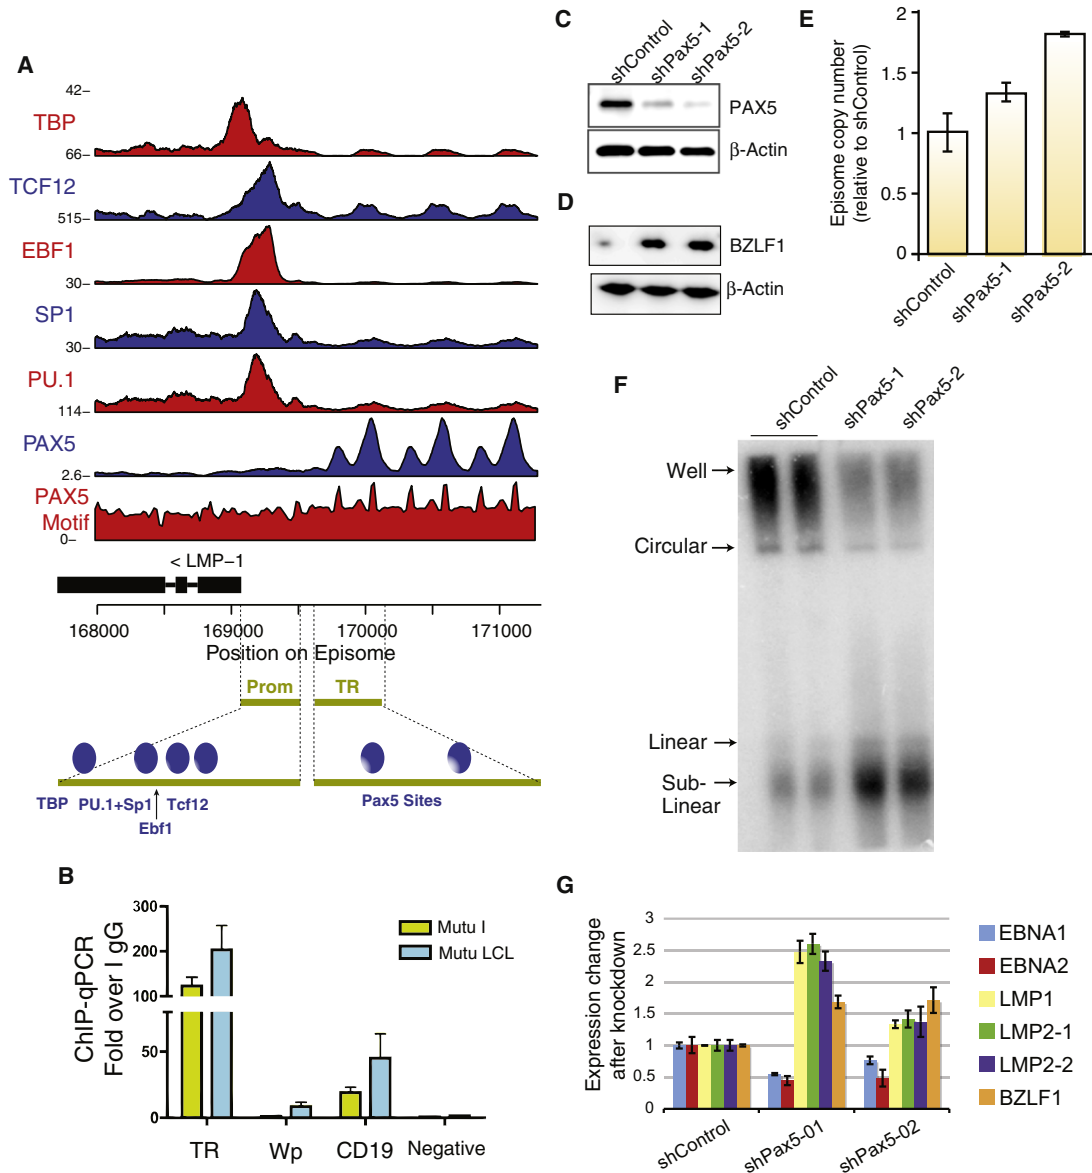 A
42–
TBP
66–
TCF12
515–
EBF1
30–
SP1
30–
PU.1
114–
PAX5
2.6–
PAX5
Motif
0–
< LMP–1
168000 169000 170000 171000
Position on Episome
Prom TR
TBP PU.1+Sp1 Tcf12 Pax5 Sites
Ebf1
B
ChIP-qPCR
Fold over I gG
300
200
100
50
0
Mutu I
Mutu LCL
TR Wp CD19 Negative
C
shControl shPax5-1 shPax5-2
PAX5
β-Actin
D
BZLF1
β-Actin
E
Episome copy number
(relative to shControl)
2
1.5
1
0.5
0
shControl shPax5-1 shPax5-2
F
shControl shPax5-1 shPax5-2
Well
Circular
Linear
Sub-
Linear
G
Expression change
after knockdown
3
2.5
2
1.5
1
0.5
0
shControl shPax5-01 shPax5-02
EBNA1
EBNA2
LMP1
LMP2-1
LMP2-2
BZLF1